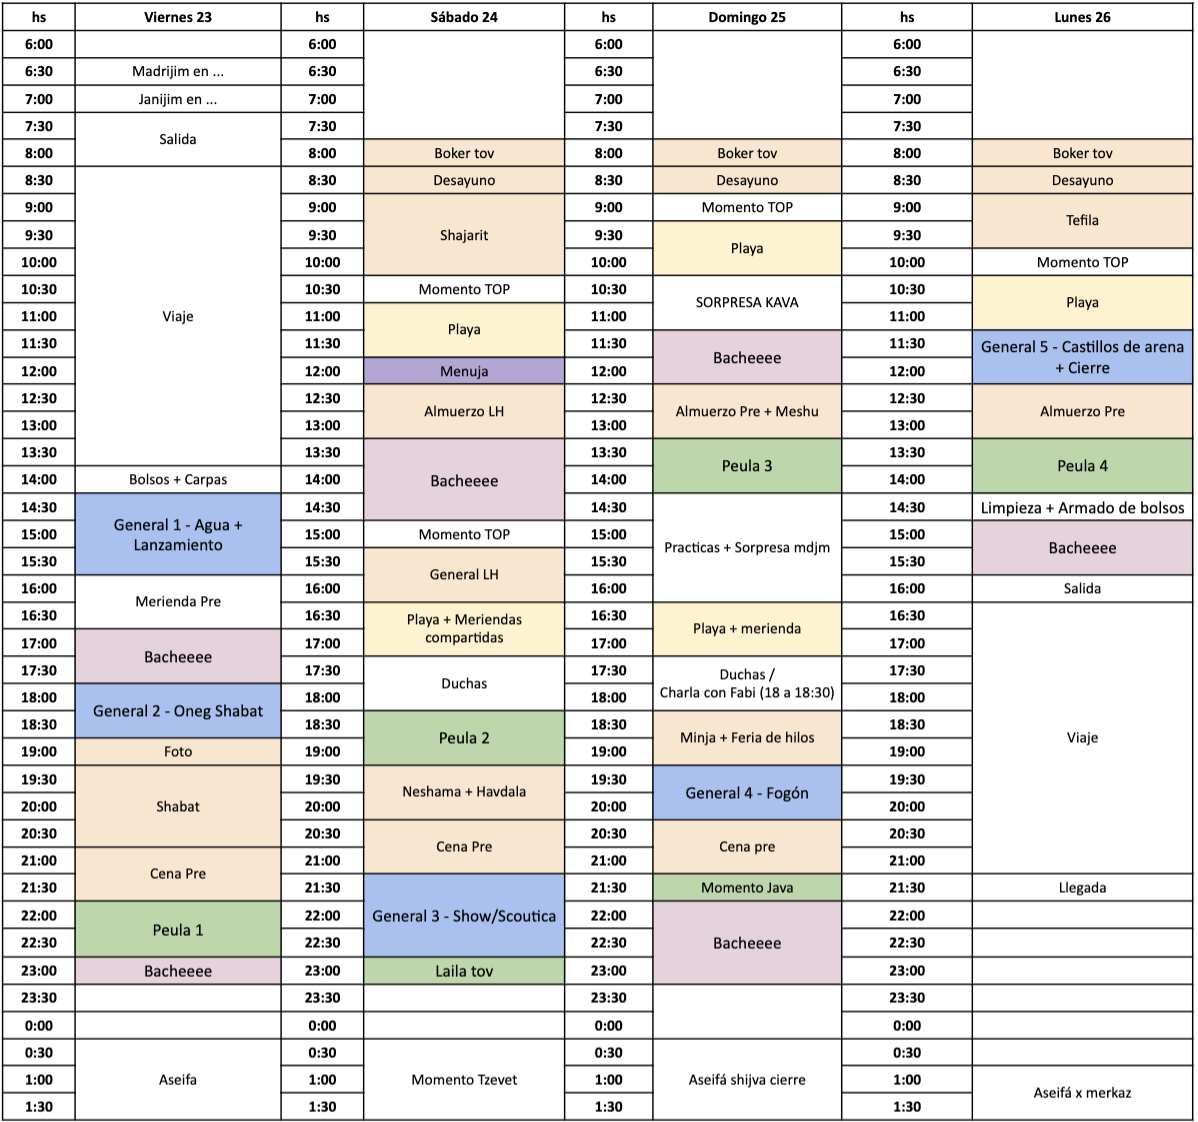 hs Viernes 23 hs Sábado 24 hs Domingo 25 hs Lunes 26
6:00 6:00 6:00 6:00
6:30 Madrijim en ... 6:30 6:30 6:30
7:00 Janijim en ... 7:00 7:00 7:00
7:30 Salida 7:30 7:30 7:30
8:00 8:00 Boker tov 8:00 Boker tov 8:00 Boker tov
8:30 8:30 Desayuno 8:30 Desayuno 8:30 Desayuno
9:00 9:00 9:00 Momento TOP 9:00 Tefila
9:30 9:30 Shajarit 9:30 Playa 9:30
10:00 10:00 10:00 10:00 Momento TOP
10:30 10:30 Momento TOP 10:30 SORPRESA KAVA 10:30 Playa
11:00 Viaje 11:00 Playa 11:00 11:00
11:30 11:30 11:30 Bacheeee 11:30 General 5 - Castillos de arena
12:00 12:00 Menuja 12:00 12:00 + Cierre
12:30 12:30 Almuerzo LH 12:30 Almuerzo Pre + Meshu 12:30 Almuerzo Pre
13:00 13:00 13:00 13:00
13:30 13:30 13:30 Peula 3 13:30 Peula 4
14:00 Bolsos + Carpas 14:00 Bacheeee 14:00 14:00
14:30 General 1 - Agua + 14:30 14:30 14:30 Limpieza + Armado de bolsos
15:00 Lanzamiento 15:00 Momento TOP 15:00 Practicas + Sorpresa mdjm 15:00 Bacheeee
15:30 15:30 General LH 15:30 15:30
16:00 Merienda Pre 16:00 16:00 16:00 Salida
16:30 16:30 Playa + Meriendas 16:30 Playa + merienda 16:30
17:00 Bacheeee 17:00 compartidas 17:00 17:00
17:30 17:30 Duchas 17:30 Duchas / 17:30
18:00 General 2 - Oneg Shabat 18:00 18:00 Charla con Fabi (18 a 18:30) 18:00
18:30 18:30 Peula 2 18:30 Minja + Feria de hilos 18:30 Viaje
19:00 Foto 19:00 19:00 19:00
19:30 19:30 Neshama + Havdala 19:30 General 4 - Fogón 19:30
20:00 Shabat 20:00 20:00 20:00
20:30 20:30 Cena Pre 20:30 Cena pre 20:30
21:00 Cena Pre 21:00 21:00 21:00
21:30 21:30 21:30 Momento Java 21:30 Llegada
22:00 Peula 1 22:00 General 3 - Show/Scoutica 22:00 22:00
22:30 22:30 22:30 Bacheeee 22:30
23:00 Bacheeee 23:00 Laila tov 23:00 23:00
23:30 23:30 23:30 23:30
0:00 0:00 0:00 0:00
0:30 0:30 0:30 0:30
1:00 Aseifa 1:00 Momento Tzevet 1:00 Aseifá shijva cierre 1:00 Aseifá x merkaz
1:30 1:30 1:30 1:30